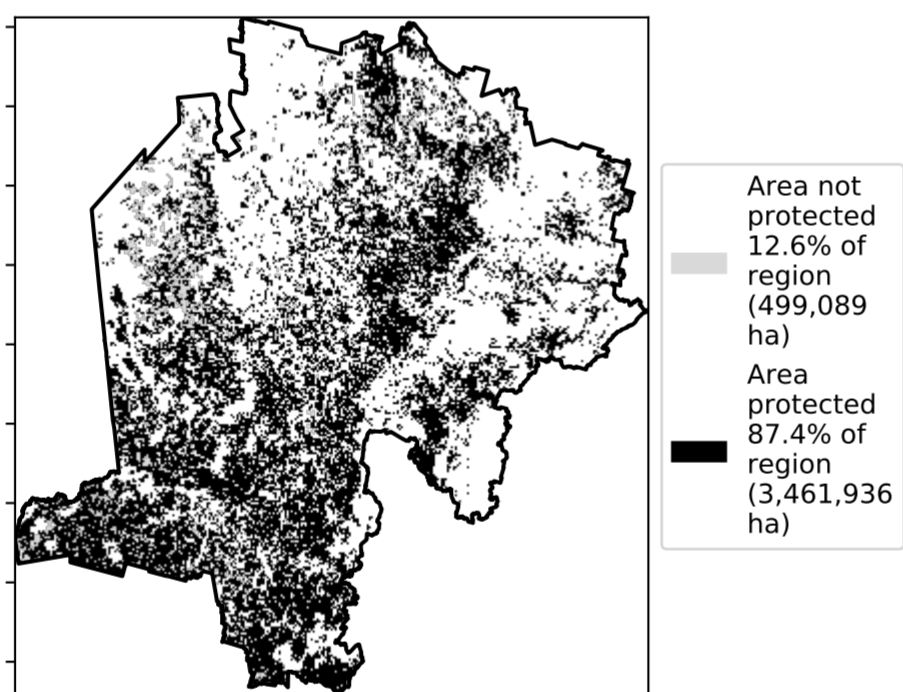 Area not
protected
12.6% of
region
(499,089
ha)
Area
protected
87.4% of
region
(3,461,936
ha)